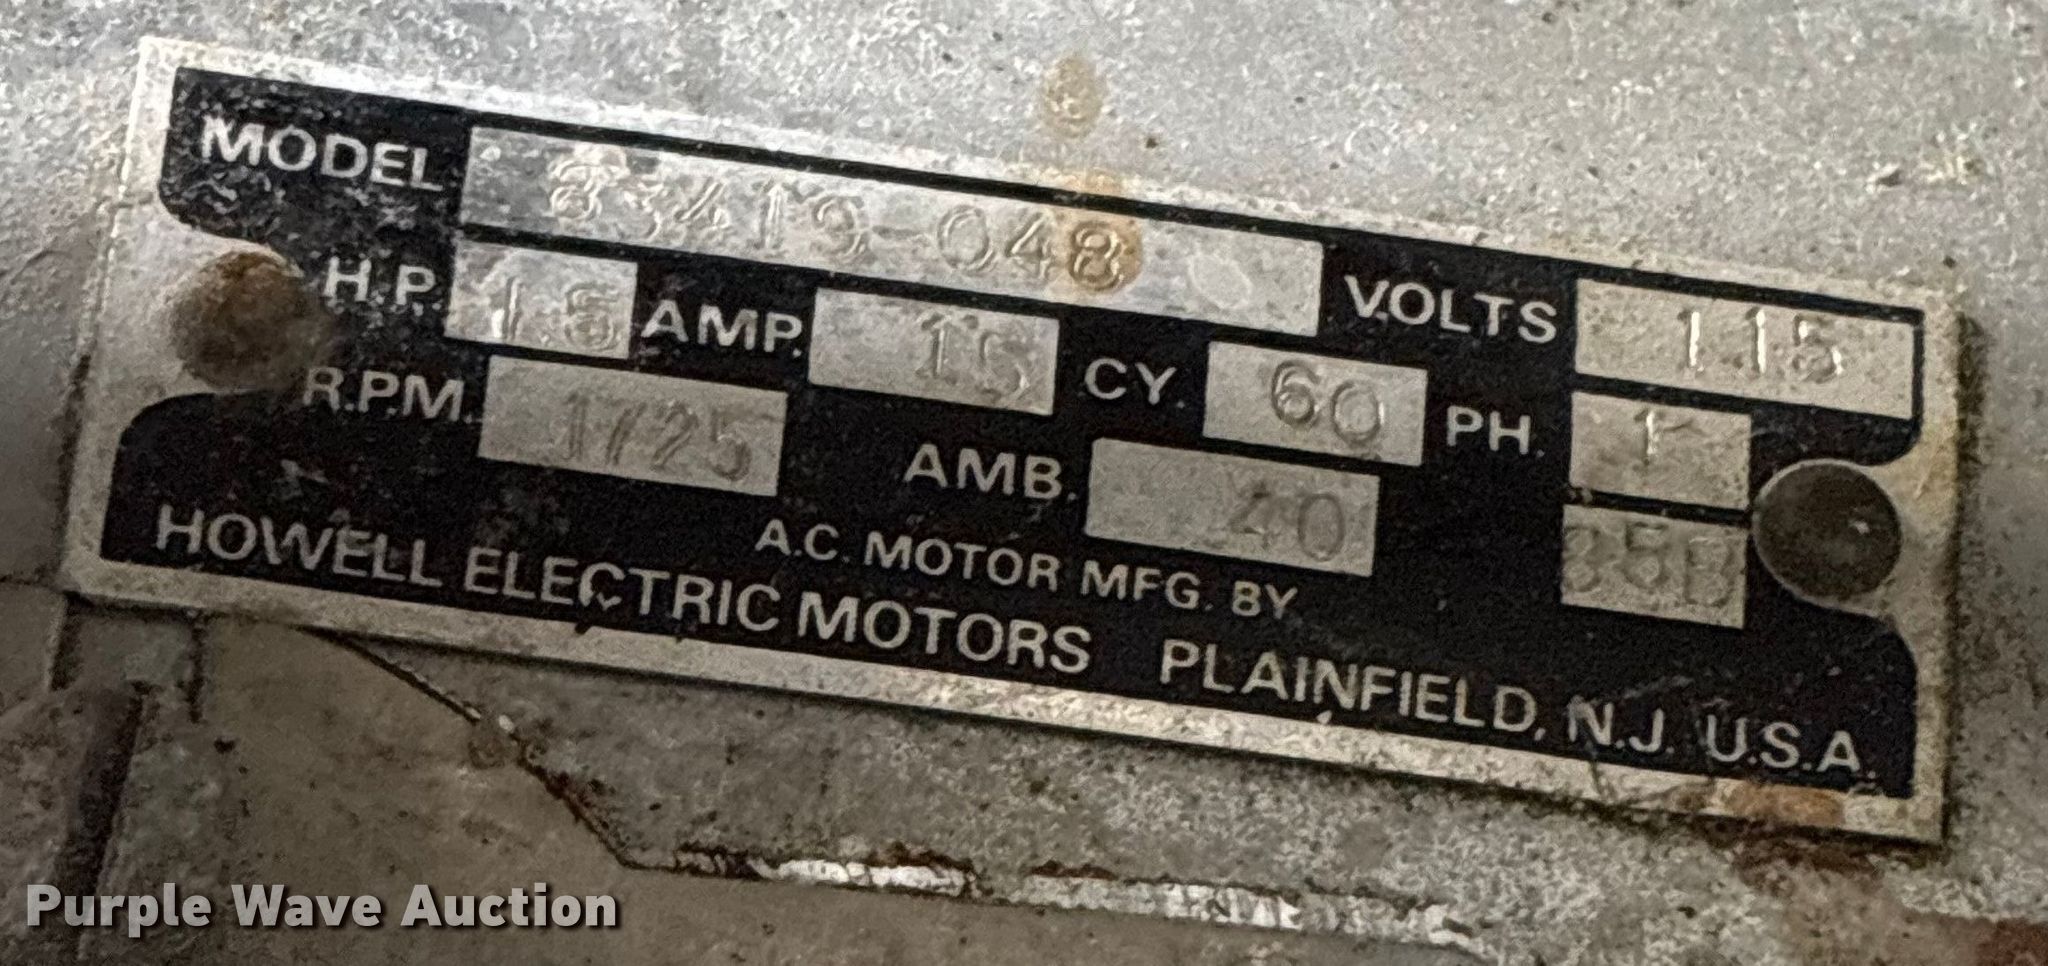 MODEL 83419-048 VOLTS 115
H.P. 1.5 AMP. 15 CY. 60 PH. 1
R.P.M. 1725 AMB. 40 35B
A.C. MOTOR MFG. BY
HOWELL ELECTRIC MOTORS PLAINFIELD, N.J. U.S.A.
Purple Wave Auction